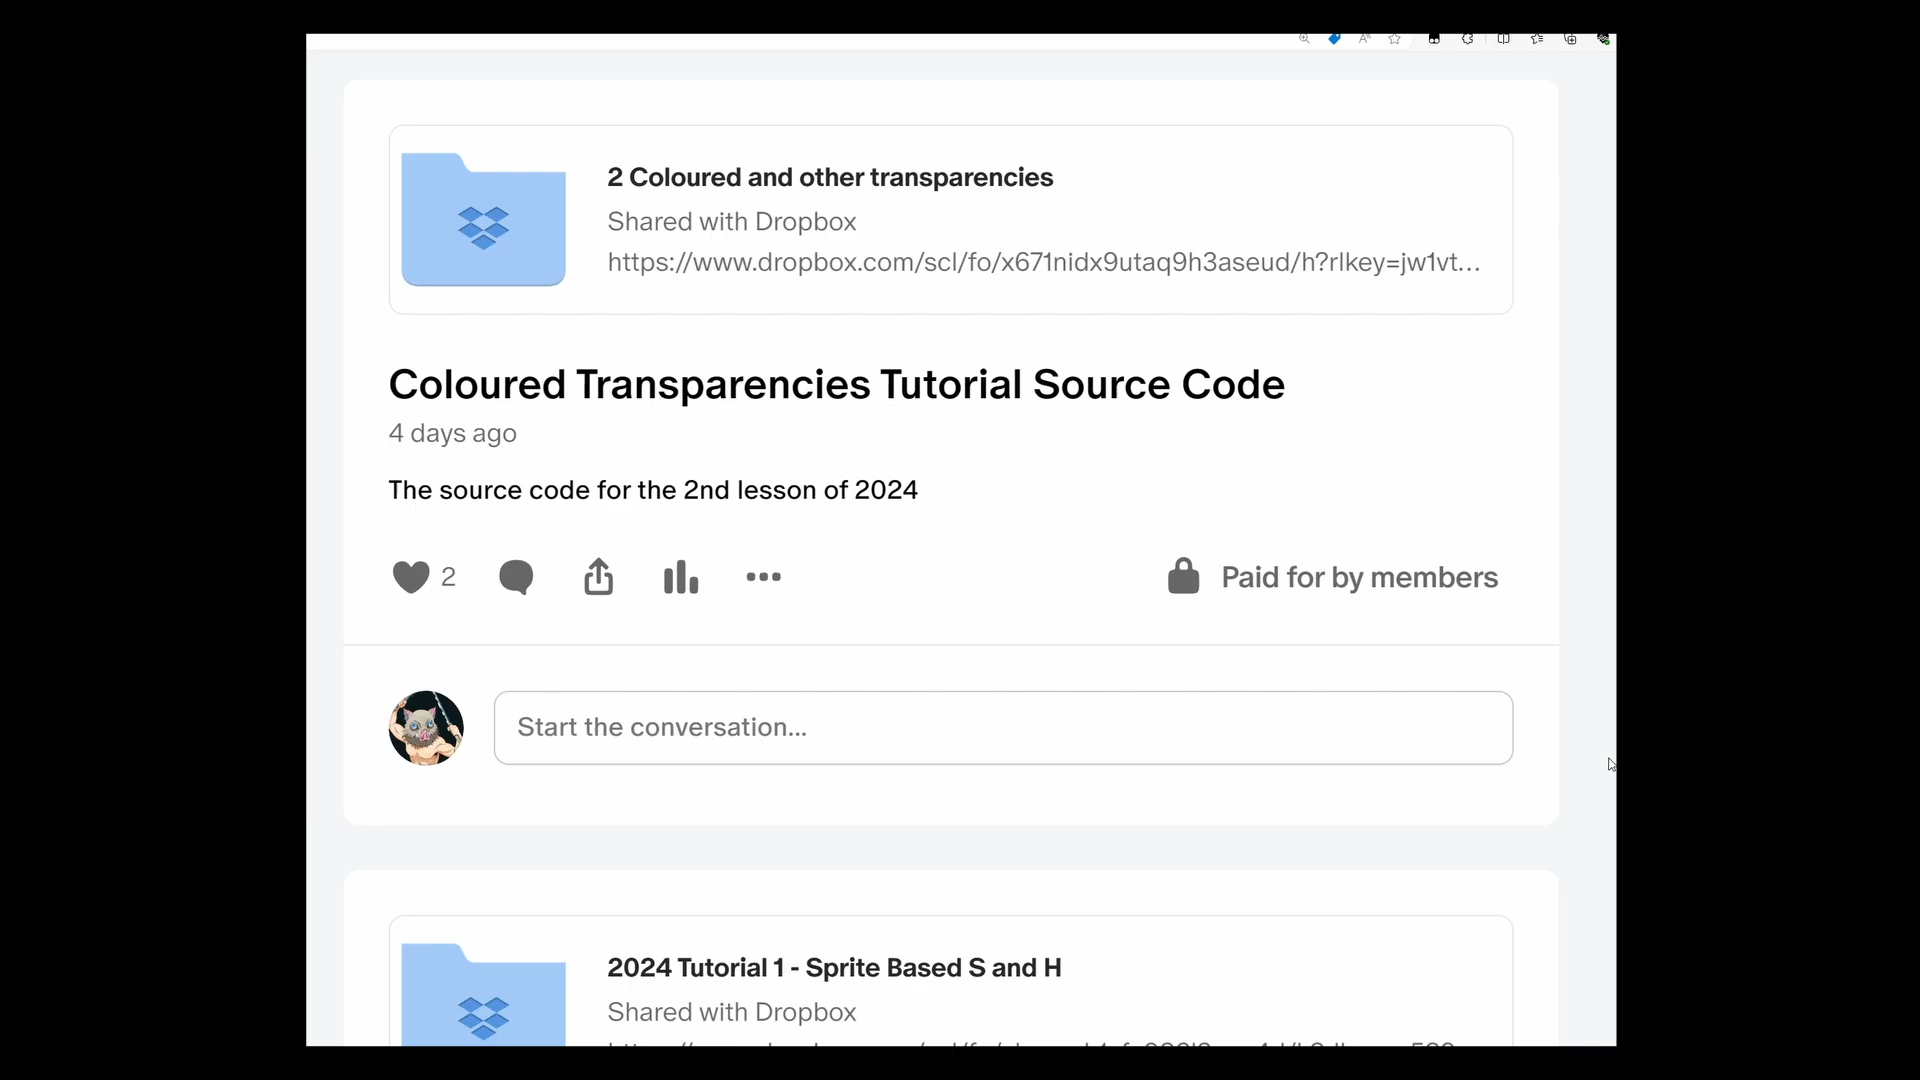 2 Coloured and other transparencies
Shared with Dropbox
https://www.dropbox.com/scl/fo/x671nidx9utaq9h3aseud/h?rlkey=jw1vt...
Coloured Transparencies Tutorial Source Code
4 days ago
The source code for the 2nd lesson of 2024
2
Paid for by members
Start the conversation...
2024 Tutorial 1 - Sprite Based S and H
Shared with Dropbox